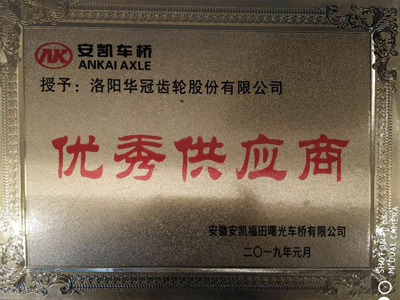 安凯车桥
ANKAI AXLE
授予：洛阳华冠齿轮股份有限公司
优秀供应商
安徽安凯福田曙光车桥有限公司
二〇一九年元月